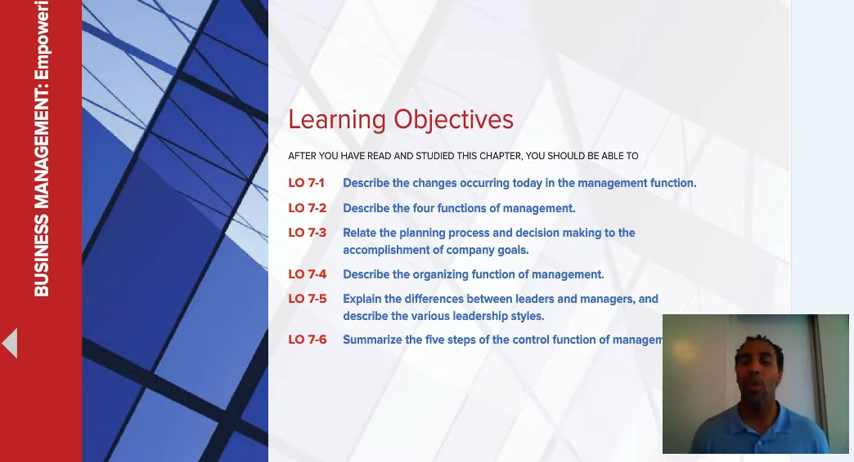 BUSINESS MANAGEMENT:
Learning Objectives
AFTER YOU HAVE READ AND STUDIED THIS CHAPTER, YOU SHOULD BE ABLE TO
LO 7-1 Describe the changes occurring today in the management function.
LO 7-2 Describe the four functions of management.
LO 7-3 Relate the planning process and decision making to the
accomplishment of company goals.
LO 7-4 Describe the organizing function of management.
LO 7-5 Explain the differences between leaders and managers, and
describe the various leadership styles.
LO 7-6 Summarize the five steps of the control function of